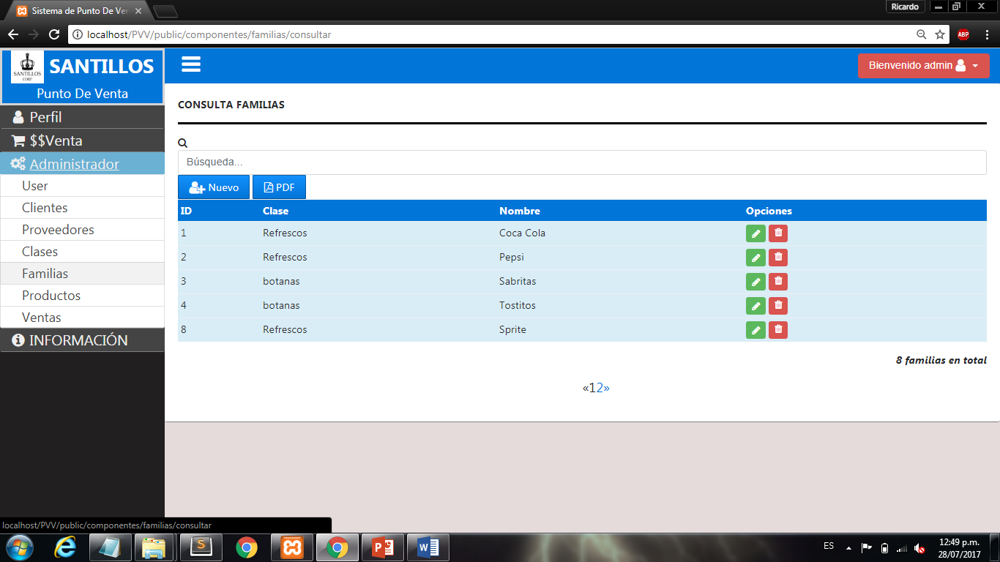 Sistema de Punto De Ver
Ricardo
localhost/PVV/public/componentes/familias/consultar
ABP
SANTILLOS
CORP
SANTILLOS
Punto De Venta
Bienvenido admin
Perfil
$$Venta
Administrador
User
Clientes
Proveedores
Clases
Familias
Productos
Ventas
INFORMACIÓN
CONSULTA FAMILIAS
Búsqueda...
Nuevo PDF
ID Clase Nombre Opciones
1 Refrescos Coca Cola
2 Refrescos Pepsi
3 botanas Sabritas
4 botanas Tostitos
8 Refrescos Sprite
8 familias en total
«12»
localhost/PVV/public/componentes/familias/consultar
ES
12:49 p.m.
28/07/2017